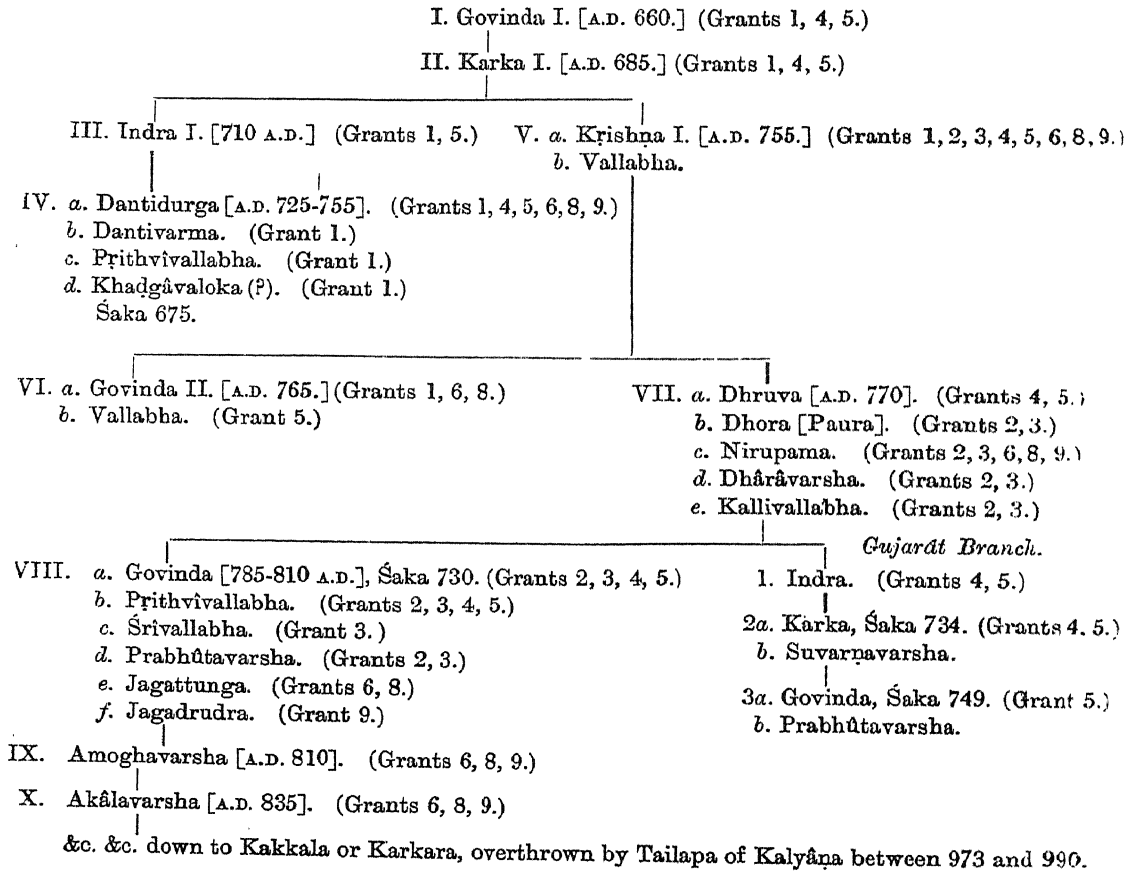 I. Govinda I. [A.D. 660.] (Grants 1, 4, 5.)
II. Karka I. [A.D. 685.] (Grants 1, 4, 5.)
III. Indra I. [710 A.D.] (Grants 1, 5.)
V. a. Kṛishṇa I. [A.D. 755.] (Grants 1, 2, 3, 4, 5, 6, 8, 9.)
b. Vallabha.
IV. a. Dantidurga [A.D. 725-755]. (Grants 1, 4, 5, 6, 8, 9.)
b. Dantivarma. (Grant 1.)
c. Pṛithvîvallabha. (Grant 1.)
d. Khaḍgâvaloka (?). (Grant 1.)
Śaka 675.
VI. a. Govinda II. [A.D. 765.] (Grants 1, 6, 8.)
b. Vallabha. (Grant 5.)
VII. a. Dhruva [A.D. 770]. (Grants 4, 5.)
b. Dhora [Paura]. (Grants 2, 3.)
c. Nirupama. (Grants 2, 3, 6, 8, 9.)
d. Dhârâvarsha. (Grants 2, 3.)
e. Kallivallabha. (Grants 2, 3.)
VIII. a. Govinda [785-810 A.D.], Śaka 730. (Grants 2, 3, 4, 5.)
b. Pṛithvîvallabha. (Grants 2, 3, 4, 5.)
c. Śrîvallabha. (Grant 3.)
d. Prabhûtavarsha. (Grants 2, 3.)
e. Jagattunga. (Grants 6, 8.)
f. Jagadrudra. (Grant 9.)
Gujarât Branch.
1. Indra. (Grants 4, 5.)
2a. Karka, Śaka 734. (Grants 4. 5.)
b. Suvarṇavarsha.
3a. Govinda, Śaka 749. (Grant 5.)
b. Prabhûtavarsha.
IX. Amoghavarsha [A.D. 810]. (Grants 6, 8, 9.)
X. Akâlavarsha [A.D. 835]. (Grants 6, 8, 9.)
&c. &c. down to Kakkala or Karkara, overthrown by Tailapa of Kalyâṇa between 973 and 990.